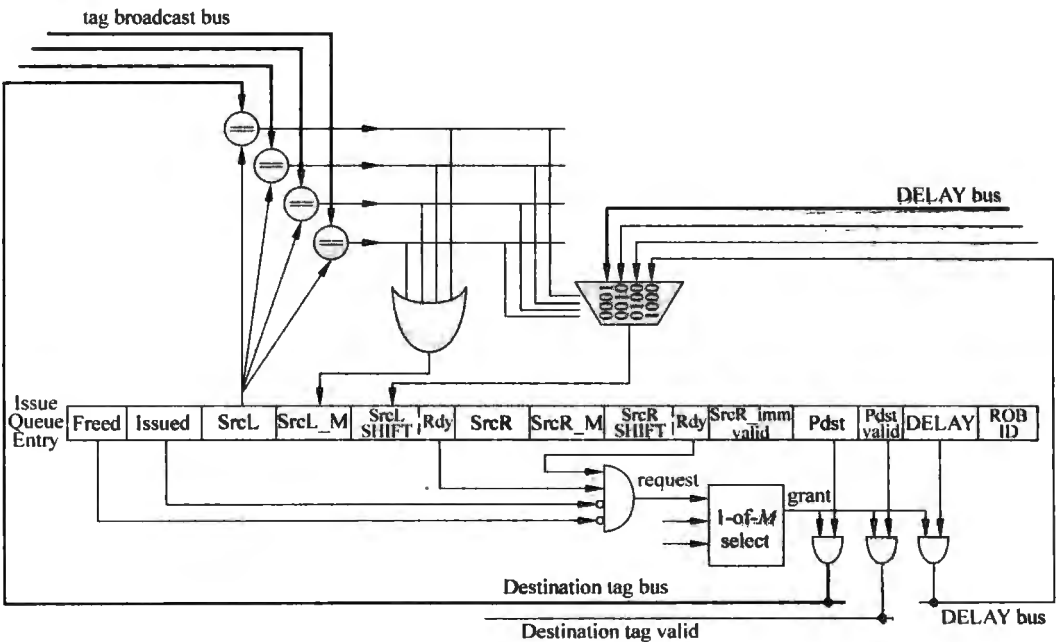 tag broadcast bus
==
==
==
==
DELAY bus
0001
0010
0100
1000
Issue
Queue
Entry
Freed
Issued
SrcL
SrcL_M
SrcL
SHIFT
Rdy
SrcR
SrcR_M
SrcR
SHIFT
Rdy
SrcR_imm
valid
Pdst
Pdst
valid
DELAY
ROB
ID
request
1-of-M
select
grant
Destination tag bus
DELAY bus
Destination tag valid